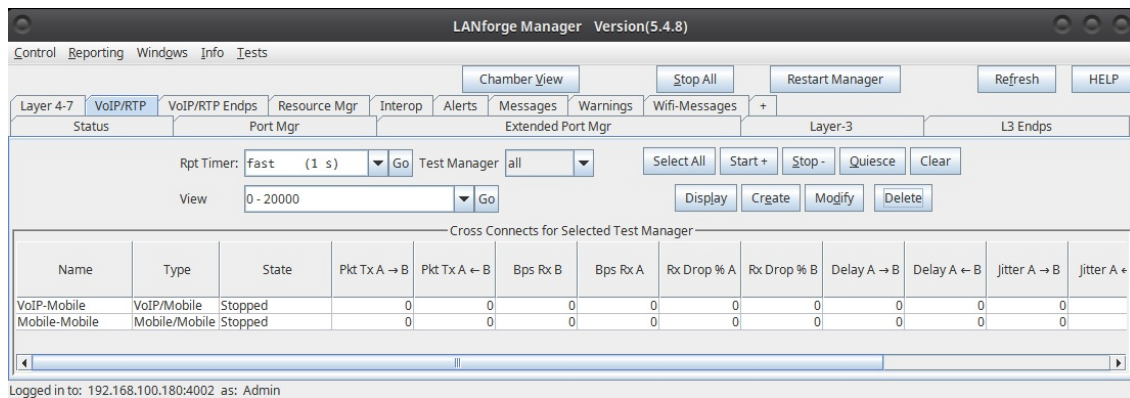 LANforge Manager Version(5.4.8)
Control Reporting Windows Info Tests
Chamber View Stop All Restart Manager Refresh HELP
Layer 4-7 VoIP/RTP VoIP/RTP Endps Resource Mgr Interop Alerts Messages Warnings Wifi-Messages +
Status Port Mgr Extended Port Mgr Layer-3 L3 Endps
Rpt Timer: fast (1 s) Go Test Manager all Select All Start + Stop - Quiesce Clear
View 0 - 20000 Go Display Create Modify Delete
Cross Connects for Selected Test Manager
Name Type State Pkt Tx A → B Pkt Tx A ← B Bps Rx B Bps Rx A Rx Drop % A Rx Drop % B Delay A → B Delay A ← B Jitter A → B Jitter A ←
VoIP-Mobile VoIP/Mobile Stopped 0 0 0 0 0 0 0 0 0
Mobile-Mobile Mobile/Mobile Stopped 0 0 0 0 0 0 0 0 0
Logged in to: 192.168.100.180:4002 as: Admin